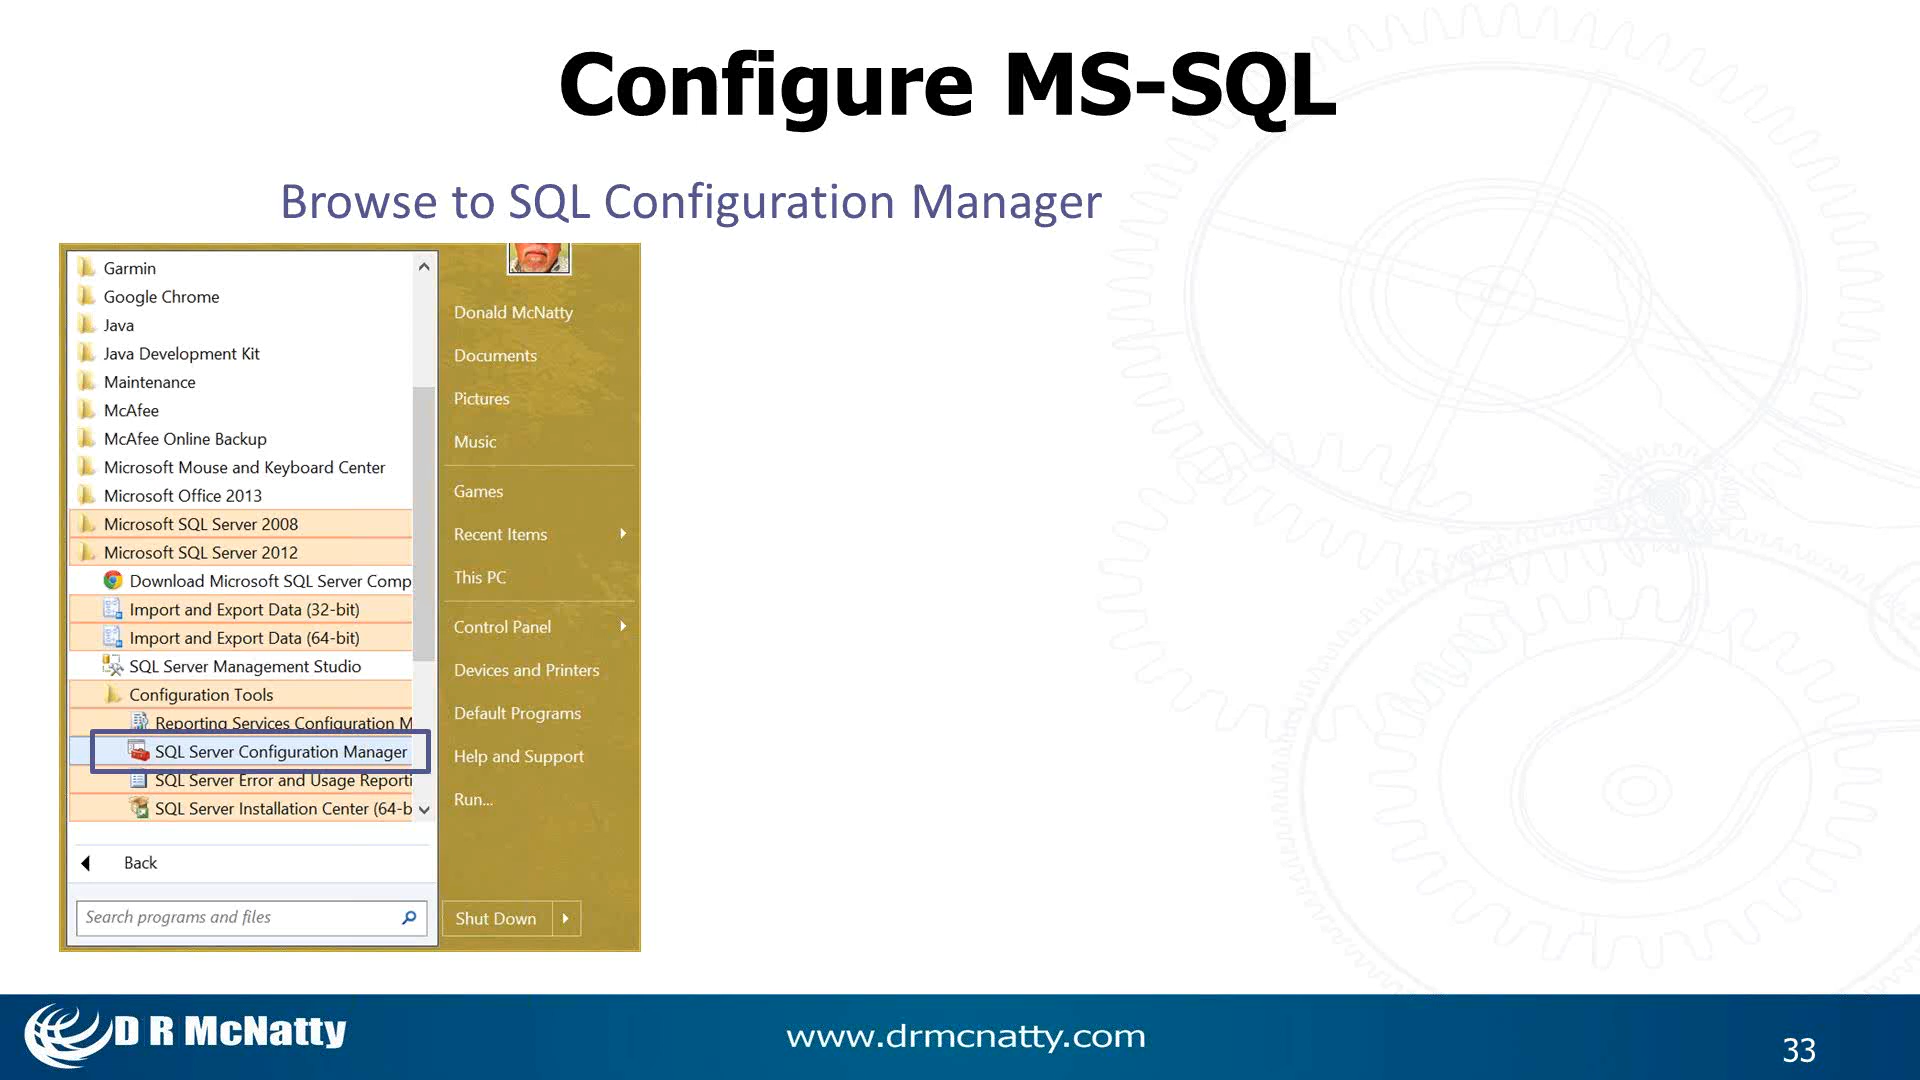 Configure MS-SQL
Browse to SQL Configuration Manager
Garmin
Google Chrome
Java
Java Development Kit
Maintenance
McAfee
McAfee Online Backup
Microsoft Mouse and Keyboard Center
Microsoft Office 2013
Microsoft SQL Server 2008
Microsoft SQL Server 2012
Download Microsoft SQL Server Comp
Import and Export Data (32-bit)
Import and Export Data (64-bit)
SQL Server Management Studio
Configuration Tools
Reporting Services Configuration M
SQL Server Configuration Manager
SQL Server Error and Usage Reporti
SQL Server Installation Center (64-b
Back
Search programs and files
Donald McNatty
Documents
Pictures
Music
Games
Recent Items
This PC
Control Panel
Devices and Printers
Default Programs
Help and Support
Run...
Shut Down
D R McNatty
www.drmcnatty.com
33